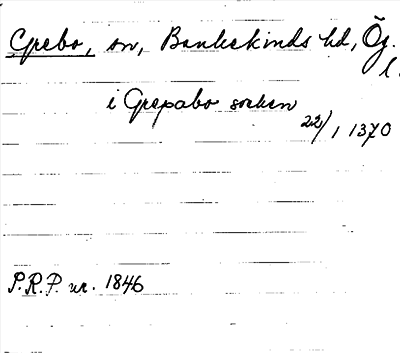 Grebo, sn, Bankekinds hd, Ög. l.
i Grepabo socken
22/1 1370
P.R.P. nr. 1846